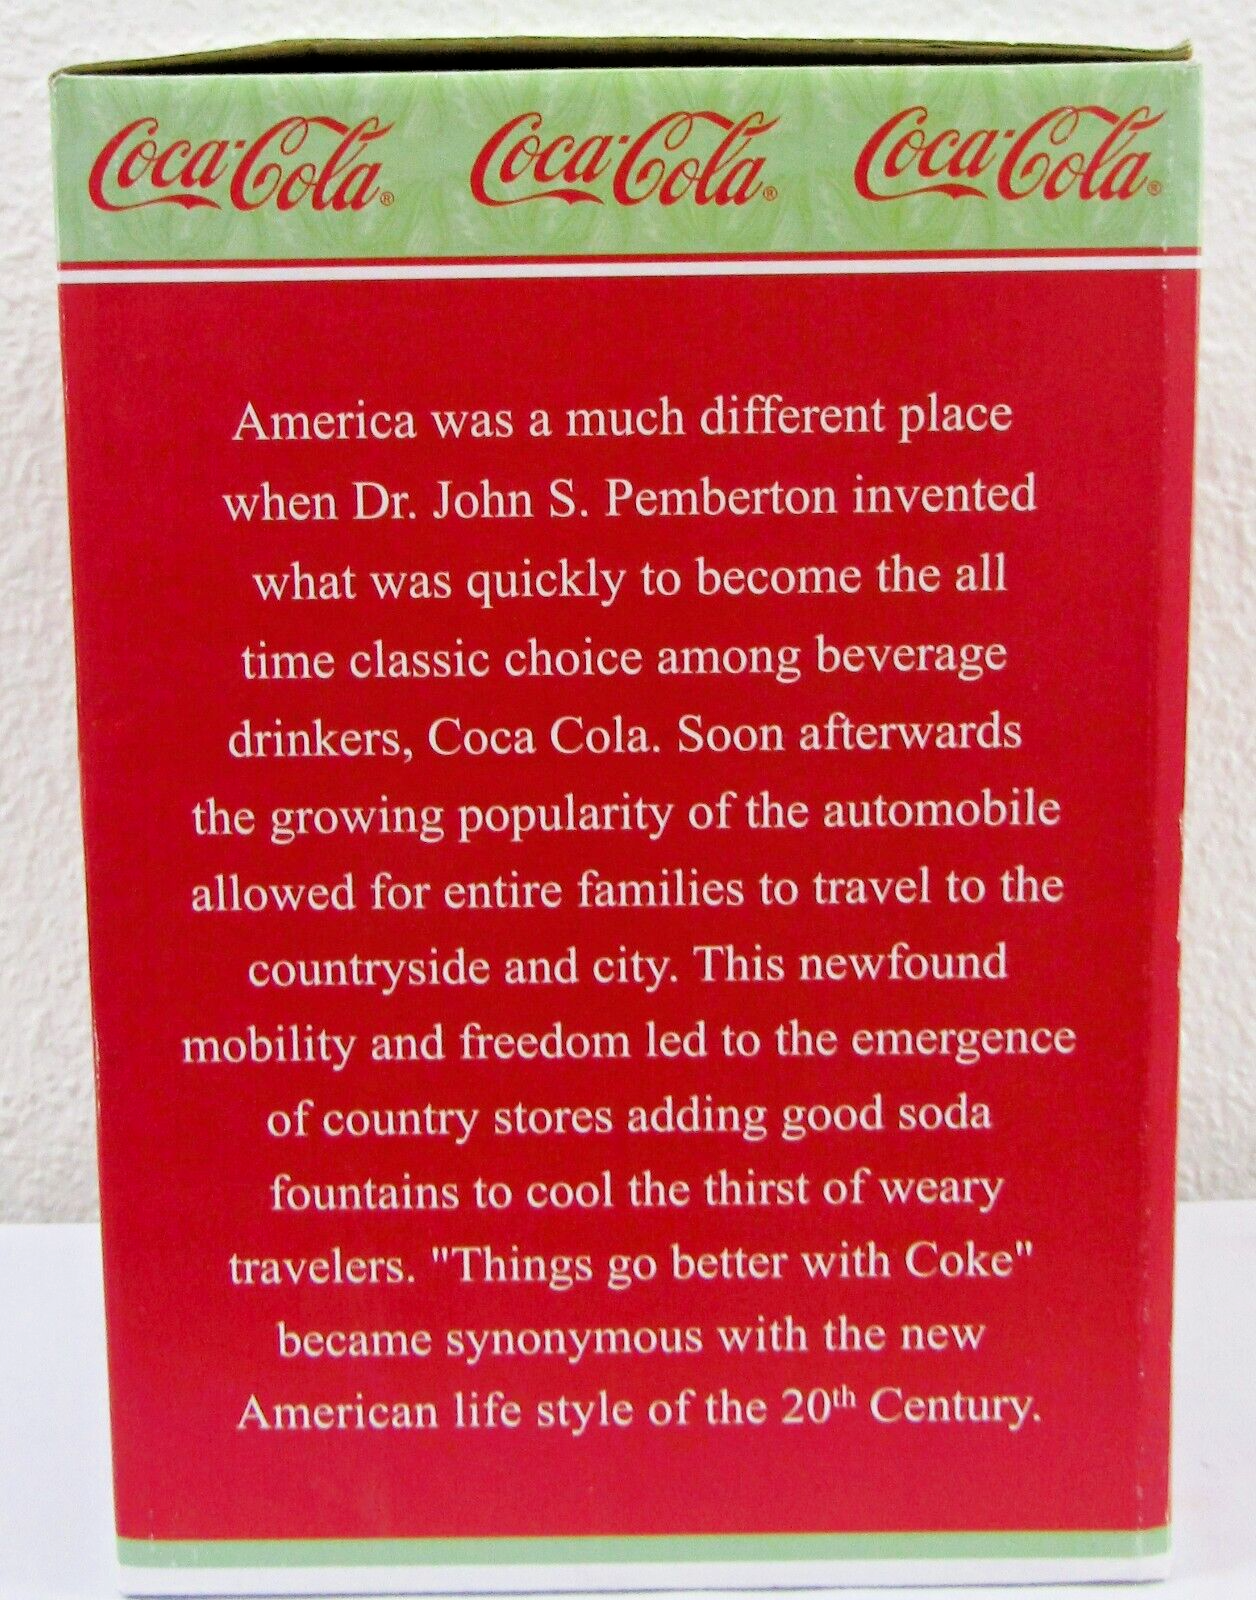 Coca-Cola® Coca-Cola® Coca-Cola®
America was a much different place
when Dr. John S. Pemberton invented
what was quickly to become the all
time classic choice among beverage
drinkers, Coca Cola. Soon afterwards
the growing popularity of the automobile
allowed for entire families to travel to the
countryside and city. This newfound
mobility and freedom led to the emergence
of country stores adding good soda
fountains to cool the thirst of weary
travelers. "Things go better with Coke"
became synonymous with the new
American life style of the 20th Century.